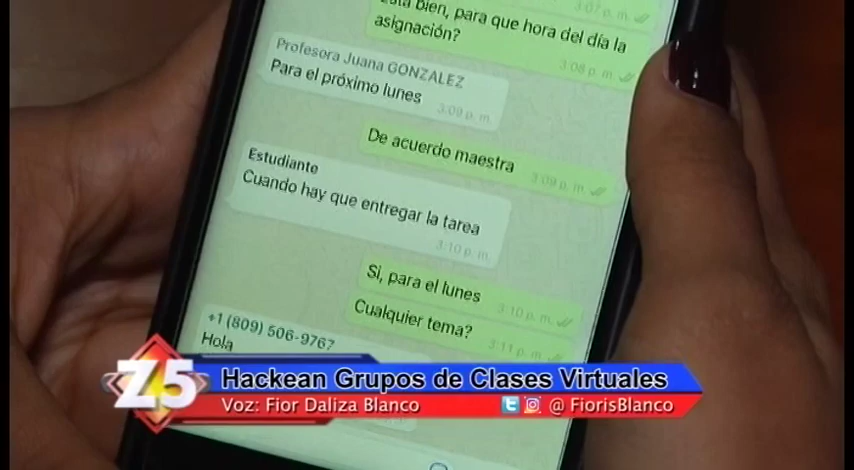 3:07 p. m.
Está bien, para que hora del día la
asignación?
3:08 p. m.
Profesora Juana GONZALEZ
Para el próximo lunes
3:09 p. m.
De acuerdo maestra
3:09 p. m.
Estudiante
Cuando hay que entregar la tarea
3:10 p. m.
Si, para el lunes
3:10 p. m.
Cualquier tema?
3:11 p. m.
+1 (809) 506-9767
Hola
Z5
Hackean Grupos de Clases Virtuales
Voz: Fior Daliza Blanco
@ FiorisBlanco